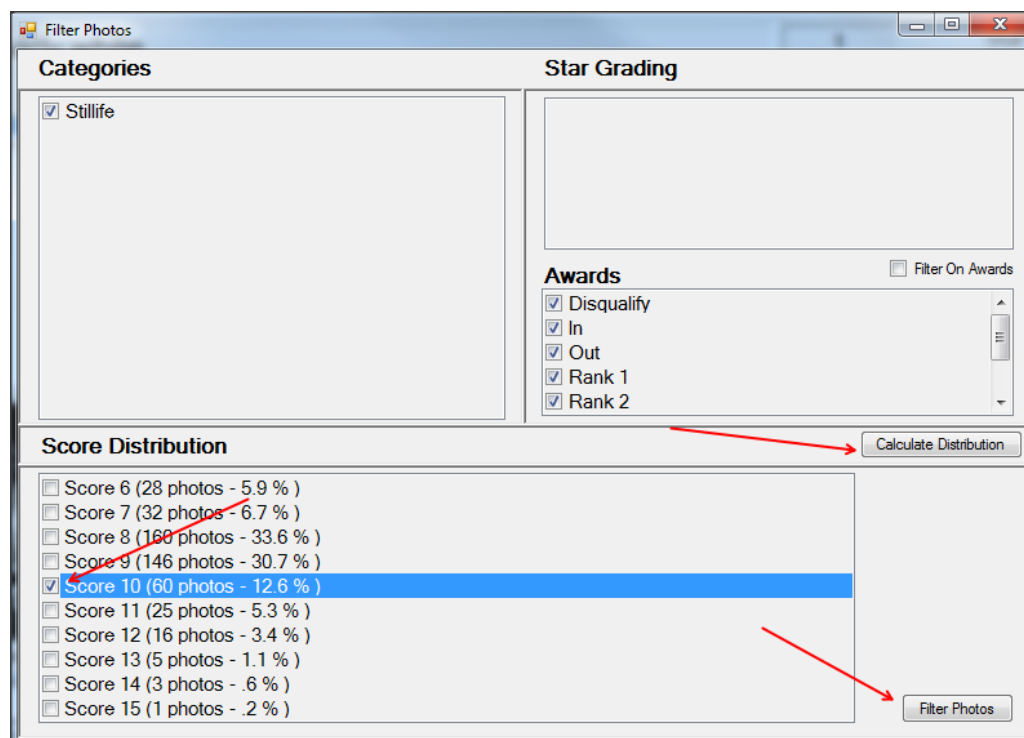 Filter Photos
Categories
Stillife
Star Grading
Filter On Awards
Awards
Disqualify
In
Out
Rank 1
Rank 2
Score Distribution
Calculate Distribution
Score 6 (28 photos - 5.9 % )
Score 7 (32 photos - 6.7 % )
Score 8 (160 photos - 33.6 % )
Score 9 (146 photos - 30.7 % )
Score 10 (60 photos - 12.6 % )
Score 11 (25 photos - 5.3 % )
Score 12 (16 photos - 3.4 % )
Score 13 (5 photos - 1.1 % )
Score 14 (3 photos - .6 % )
Score 15 (1 photos - .2 % )
Filter Photos